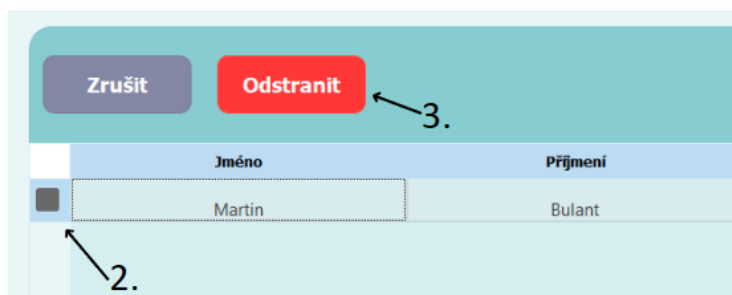 Zrušit Odstranit
3.
Jméno Příjmení
Martin Bulant
2.